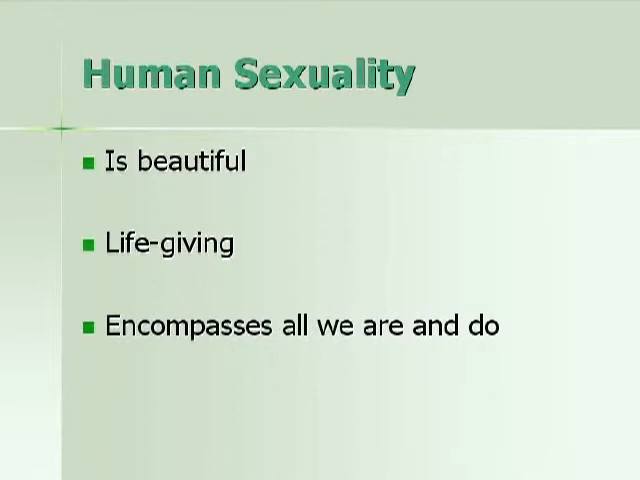 Human Sexuality
Is beautiful
Life-giving
Encompasses all we are and do